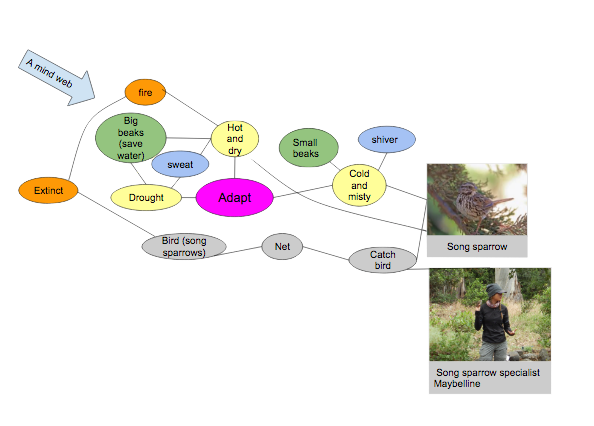 A mind web
fire
Big
beaks
(save
water)
Hot
and
dry
Small
beaks
shiver
sweat
Cold
and
misty
Extinct
Drought
Adapt
Bird (song
sparrows)
Net
Catch
bird
Song sparrow
Song sparrow specialist
Maybelline